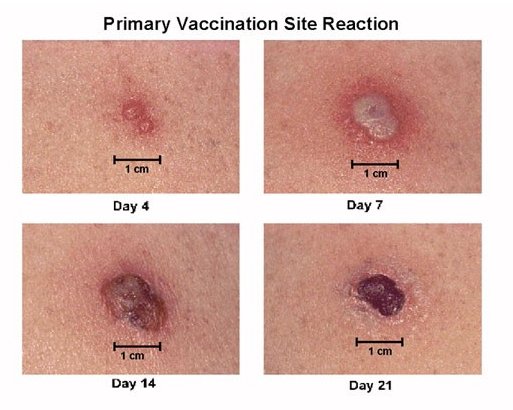 Primary Vaccination Site Reaction
1 cm
1 cm
Day 4
Day 7
1 cm
1 cm
Day 14
Day 21